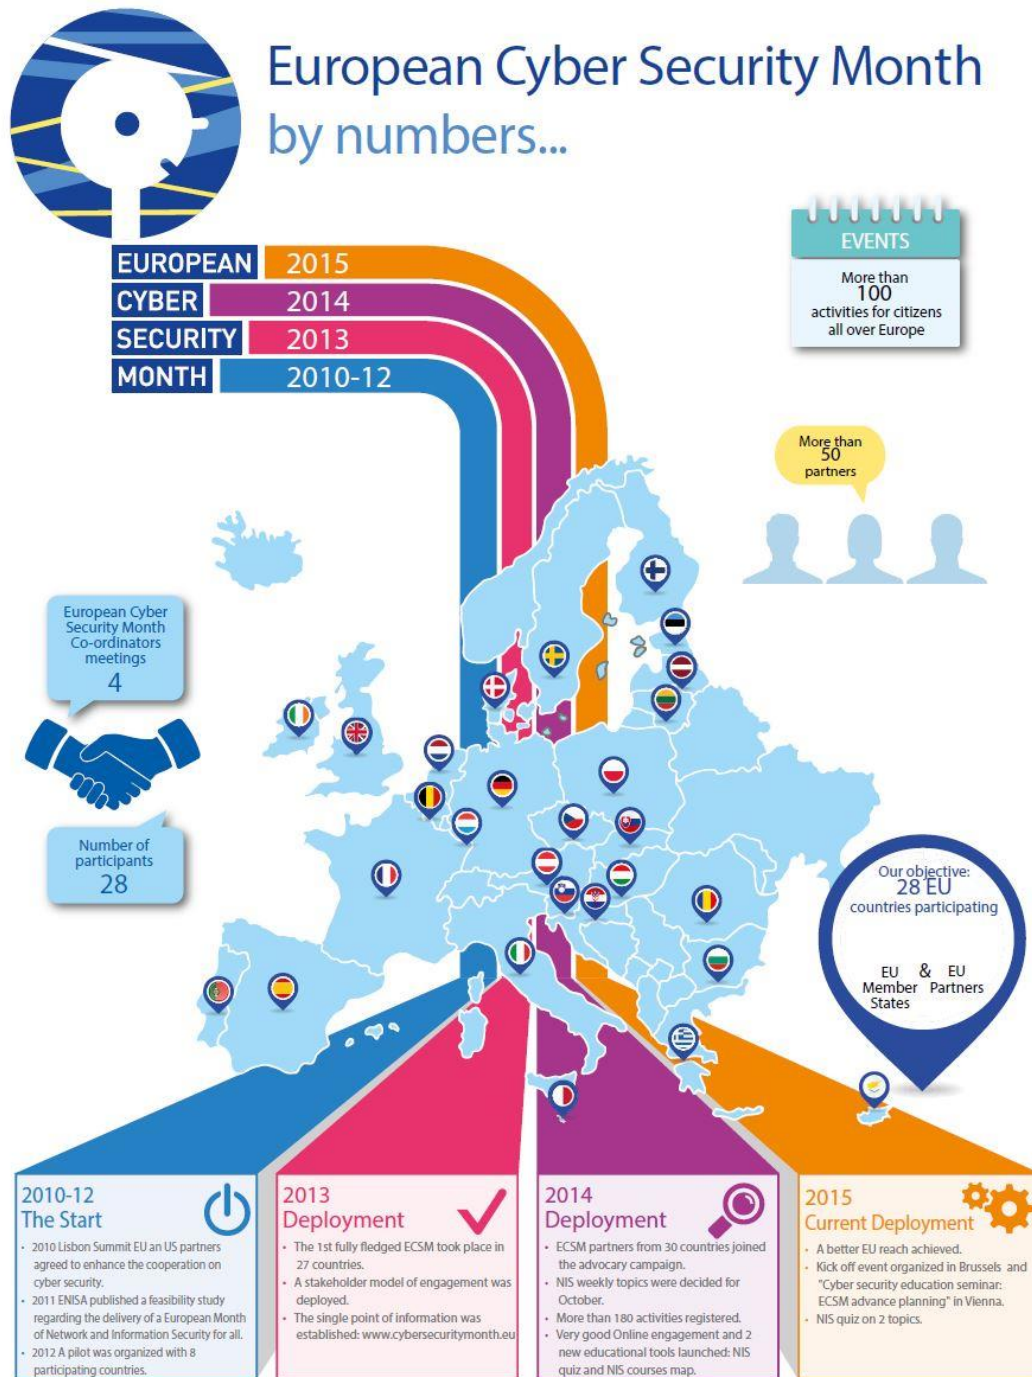 European Cyber Security Month
by numbers...
EUROPEAN 2015
CYBER 2014
SECURITY 2013
MONTH 2010-12
EVENTS
More than
100
activities for citizens
all over Europe
More than
50
partners
European Cyber
Security Month
Co-ordinators
meetings
4
Number of
participants
28
Our objective:
28 EU
countries participating
EU & EU
Member Partners
States
2010-12
The Start
• 2010 Lisbon Summit EU an US partners
agreed to enhance the cooperation on
cyber security.
• 2011 ENISA published a feasibility study
regarding the delivery of a European Month
of Network and Information Security for all.
• 2012 A pilot was organized with 8
participating countries.
2013
Deployment
• The 1st fully fledged ECSM took place in
27 countries.
• A stakeholder model of engagement was
deployed.
• The single point of information was
established: www.cybersecuritymonth.eu
2014
Deployment
• ECSM partners from 30 countries joined
the advocary campaign.
• NIS weekly topics were decided for
October.
• More than 180 activities registered.
• Very good Online engagement and 2
new educational tools launched: NIS
quiz and NIS courses map.
2015
Current Deployment
• A better EU reach achieved.
• Kick off event organized in Brussels and
"Cyber security education seminar:
ECSM advance planning" in Vienna.
• NIS quiz on 2 topics.